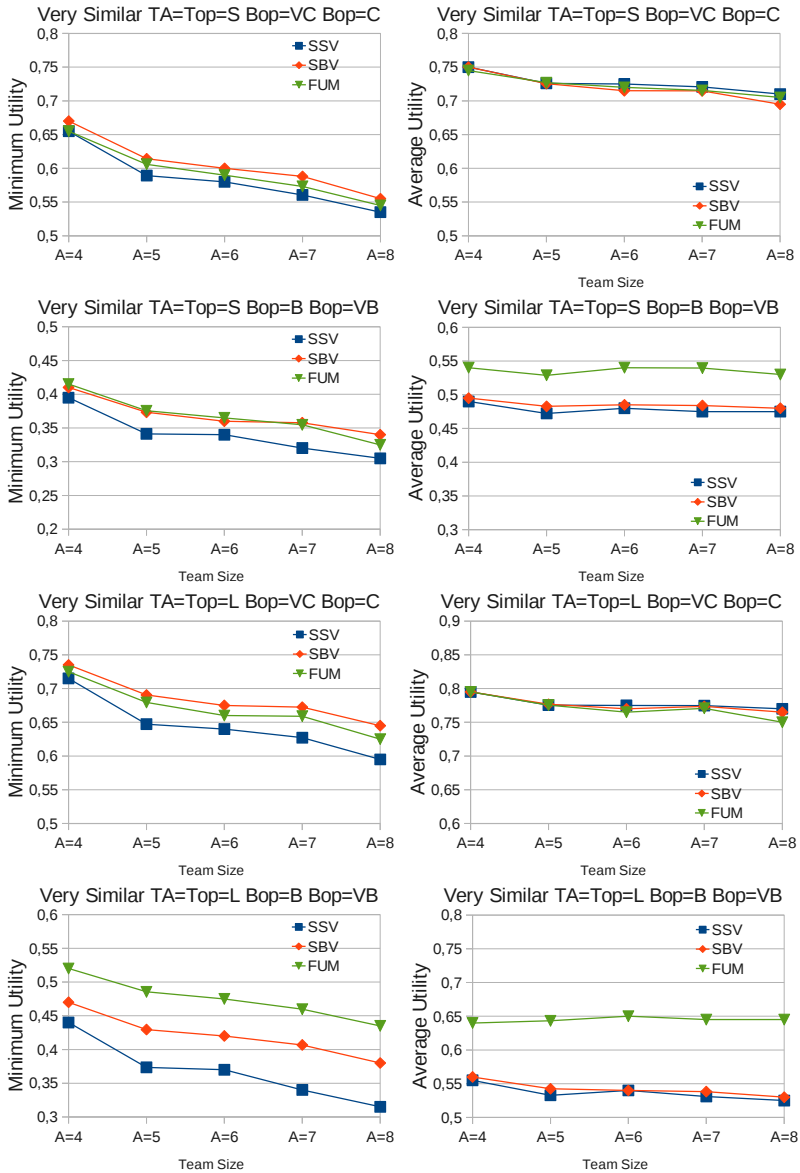 Very Similar TA=Top=S Bop=VC Bop=C
Minimum Utility
0,8
0,75
0,7
0,65
0,6
0,55
0,5
SSV
SBV
FUM
A=4 A=5 A=6 A=7 A=8
Very Similar TA=Top=S Bop=VC Bop=C
Average Utility
0,8
0,75
0,7
0,65
0,6
0,55
0,5
SSV
SBV
FUM
A=4 A=5 A=6 A=7 A=8
Team Size
Very Similar TA=Top=S Bop=B Bop=VB
Minimum Utility
0,5
0,45
0,4
0,35
0,3
0,25
0,2
SSV
SBV
FUM
A=4 A=5 A=6 A=7 A=8
Team Size
Very Similar TA=Top=S Bop=B Bop=VB
Average Utility
0,6
0,55
0,5
0,45
0,4
0,35
0,3
SSV
SBV
FUM
A=4 A=5 A=6 A=7 A=8
Team Size
Very Similar TA=Top=L Bop=VC Bop=C
Minimum Utility
0,8
0,75
0,7
0,65
0,6
0,55
0,5
SSV
SBV
FUM
A=4 A=5 A=6 A=7 A=8
Team Size
Very Similar TA=Top=L Bop=VC Bop=C
Average Utility
0,9
0,85
0,8
0,75
0,7
0,65
0,6
SSV
SBV
FUM
A=4 A=5 A=6 A=7 A=8
Team Size
Very Similar TA=Top=L Bop=B Bop=VB
Minimum Utility
0,6
0,55
0,5
0,45
0,4
0,35
0,3
SSV
SBV
FUM
A=4 A=5 A=6 A=7 A=8
Team Size
Very Similar TA=Top=L Bop=B Bop=VB
Average Utility
0,8
0,75
0,7
0,65
0,6
0,55
0,5
SSV
SBV
FUM
A=4 A=5 A=6 A=7 A=8
Team Size